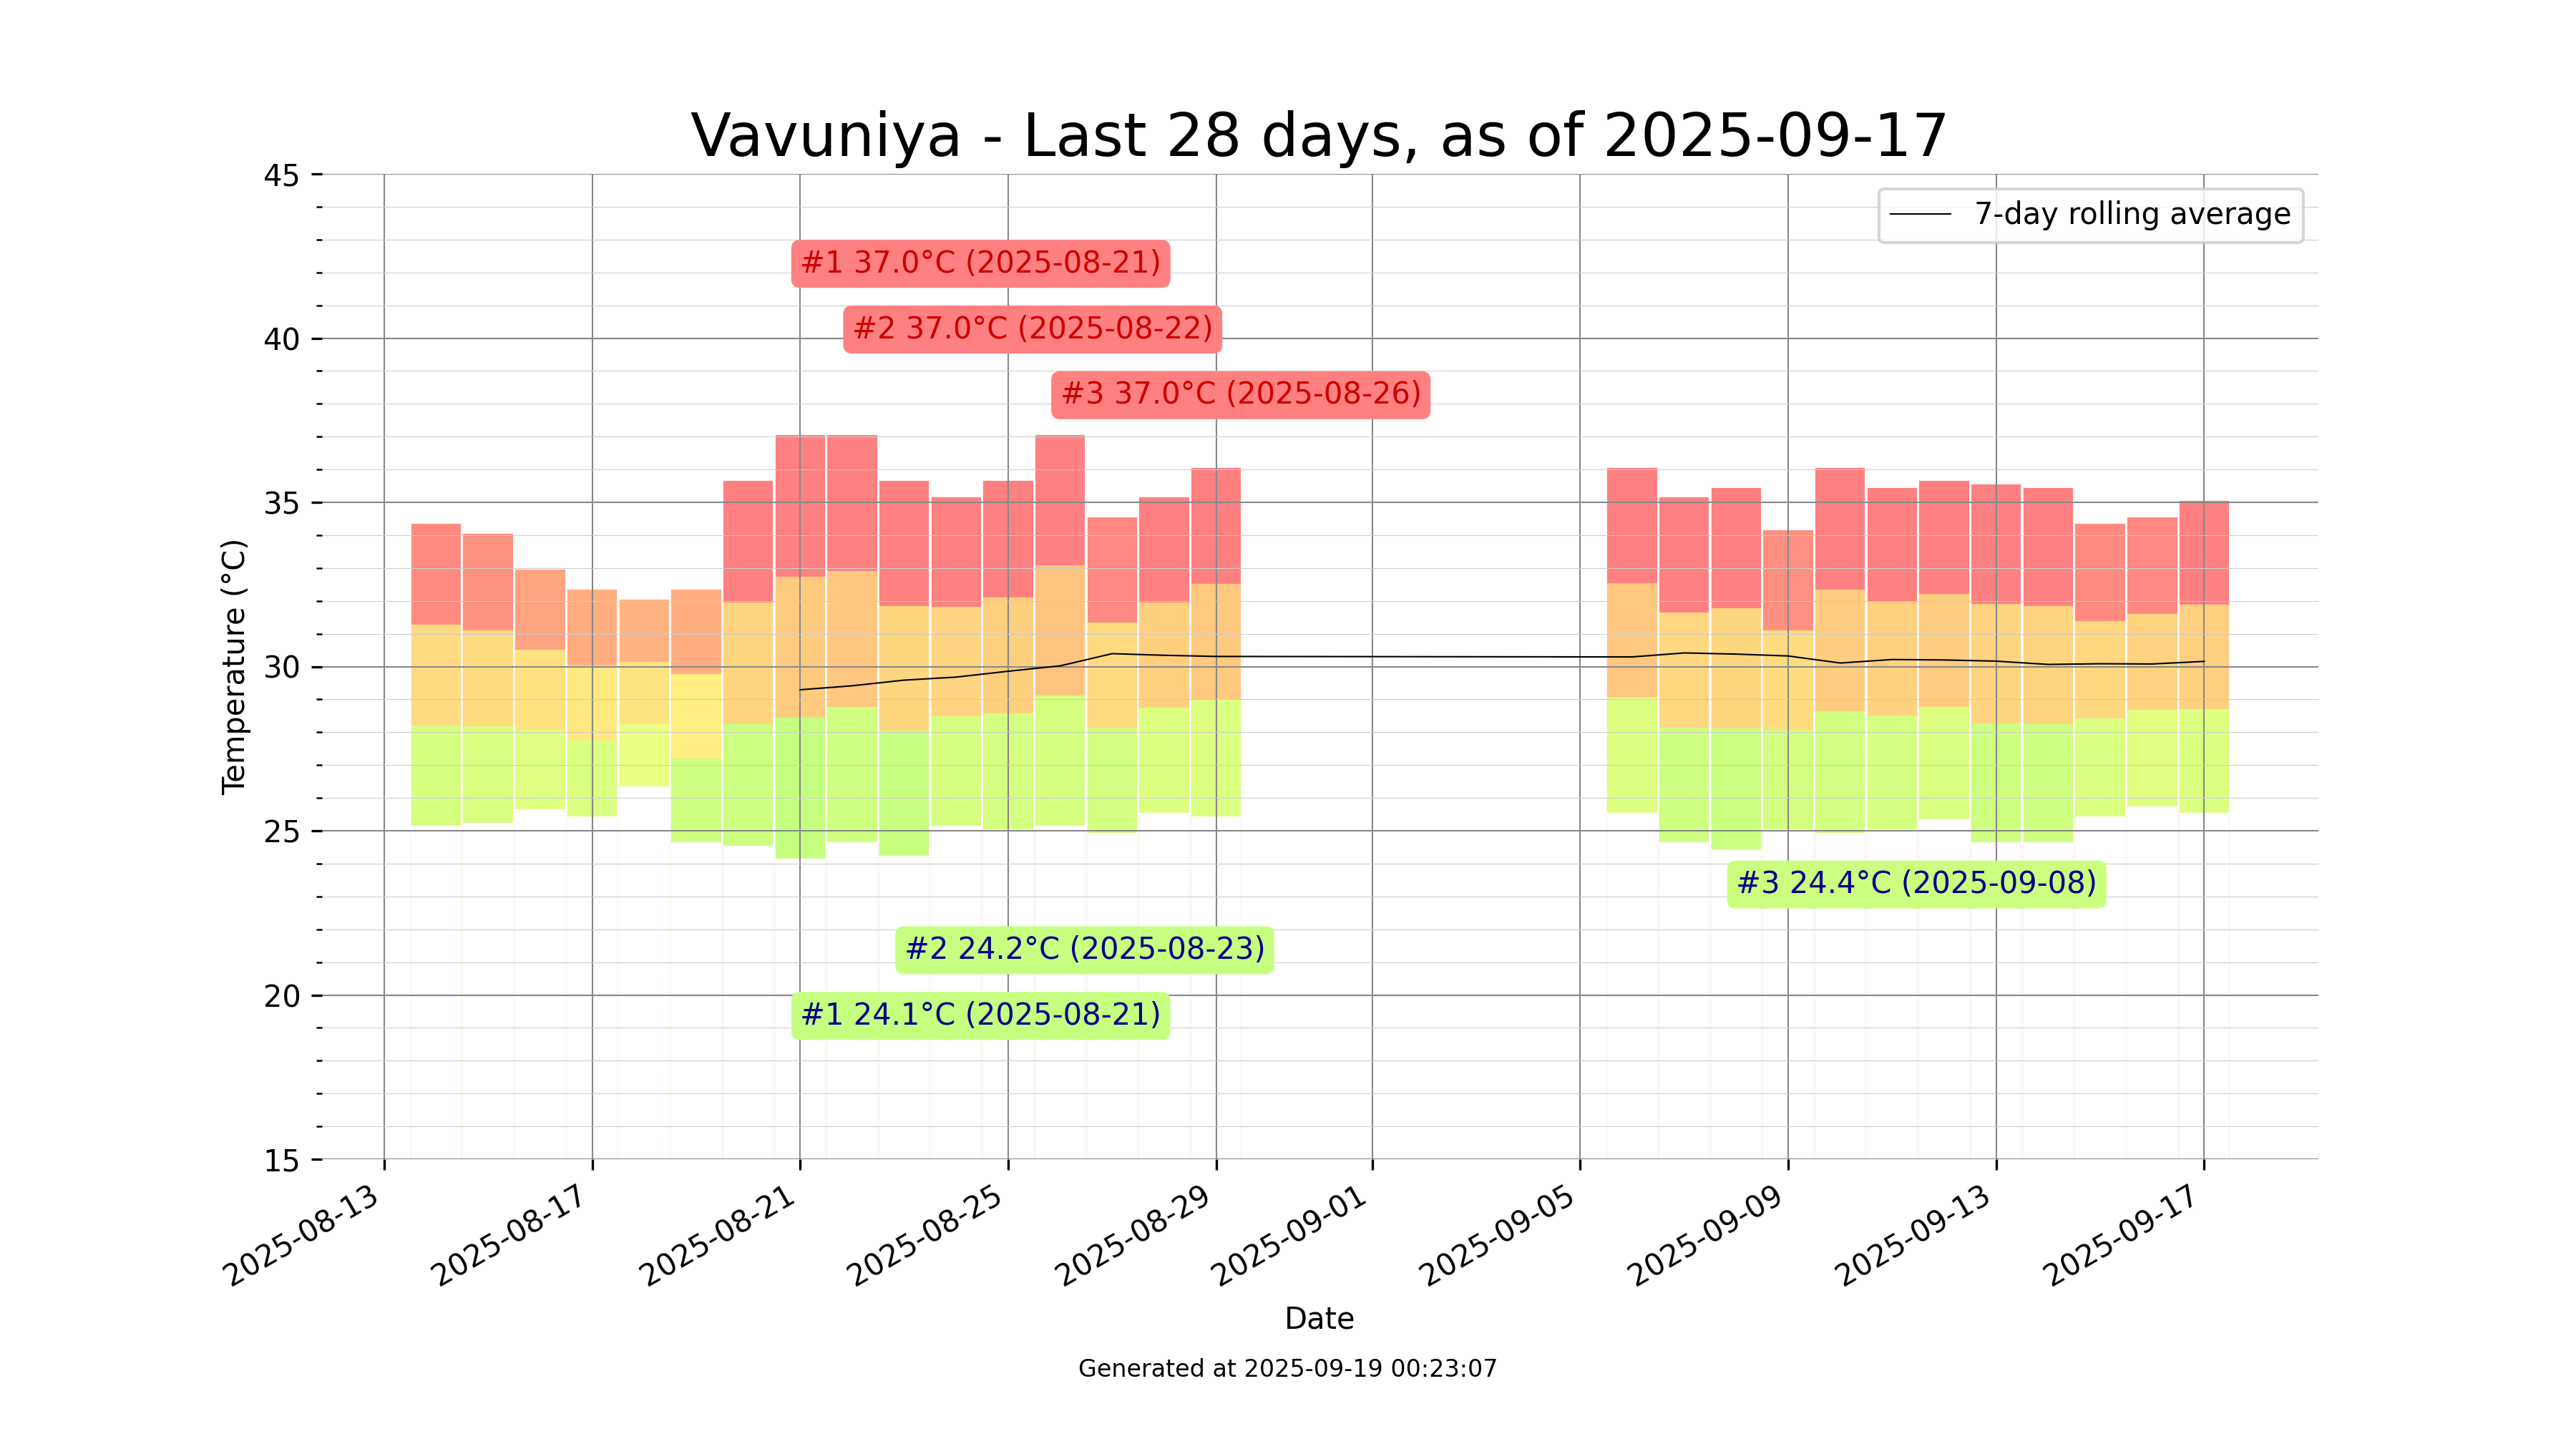 Vavuniya - Last 28 days, as of 2025-09-17
45
7-day rolling average
#1 37.0°C (2025-08-21)
#2 37.0°C (2025-08-22)
40
#3 37.0°C (2025-08-26)
35
Temperature (°C)
30
25
#3 24.4°C (2025-09-08)
#2 24.2°C (2025-08-23)
20
#1 24.1°C (2025-08-21)
15
2025-08-13
2025-08-17
2025-08-21
2025-08-25
2025-08-29
2025-09-01
2025-09-05
2025-09-09
2025-09-13
2025-09-17
Date
Generated at 2025-09-19 00:23:07